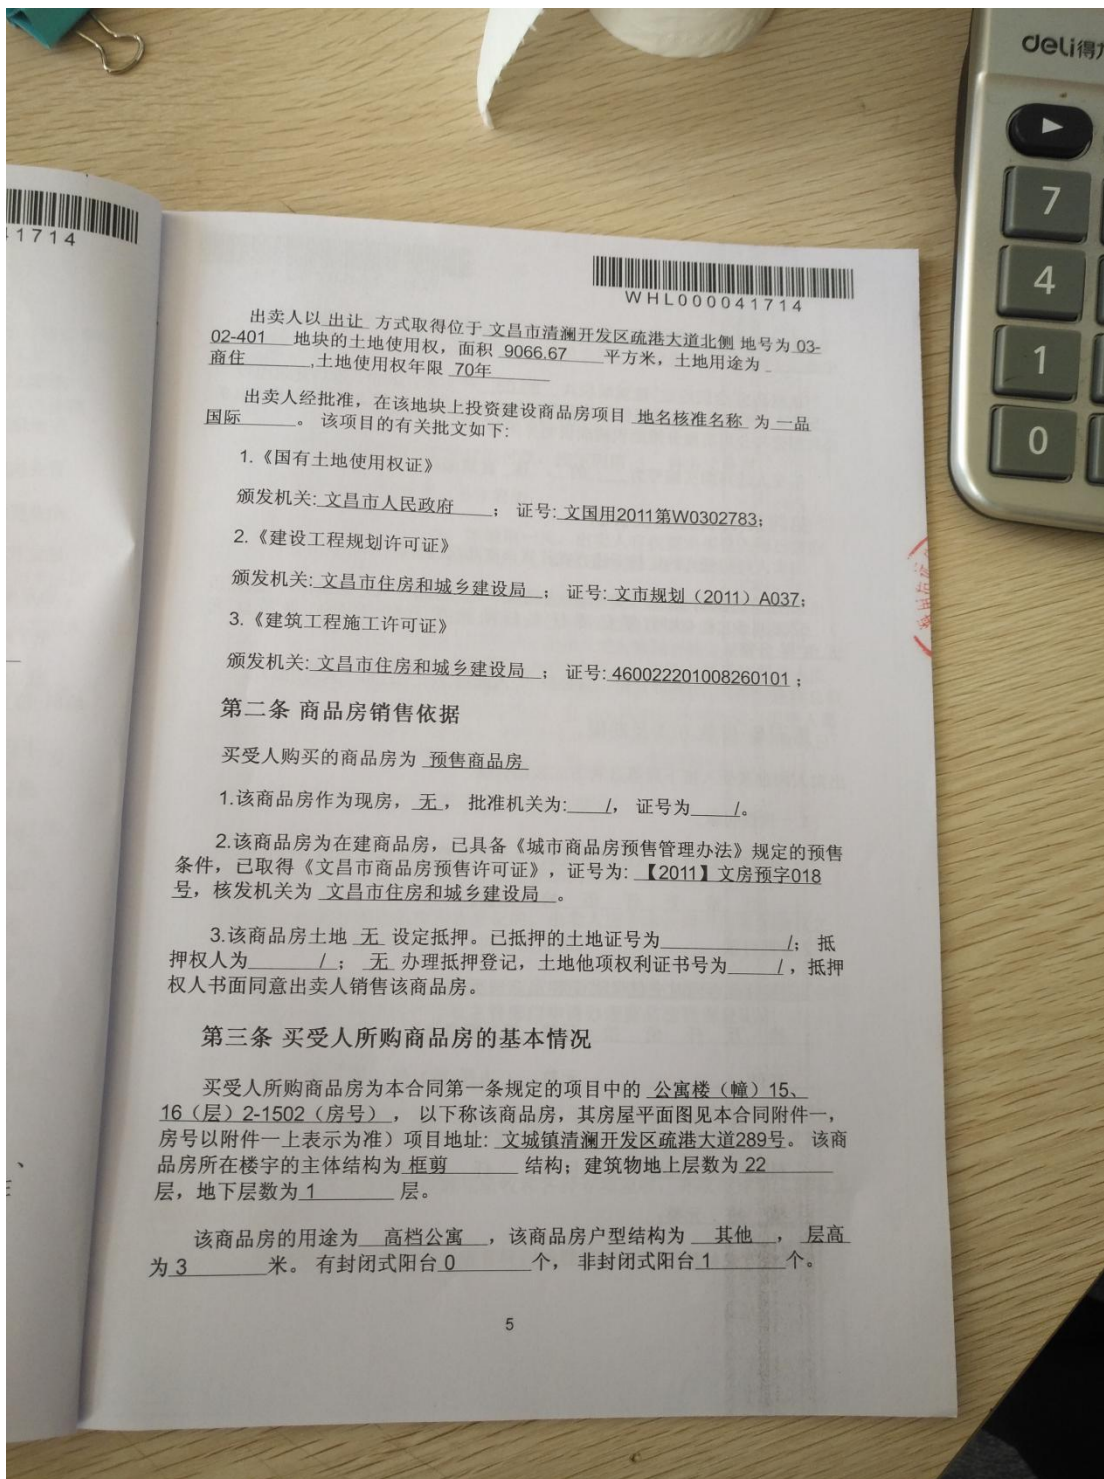 deli得力
7
4
1
0
1714
WHL000041714
出卖人以 出让 方式取得位于 文昌市清澜开发区疏港大道北侧 地号为 03-
02-401 地块的土地使用权，面积 9066.67 平方米，土地用途为
商住 ,土地使用权年限 70年
出卖人经批准，在该地块上投资建设商品房项目 地名核准名称 为 一品
国际 。 该项目的有关批文如下:
1.《国有土地使用权证》
颁发机关: 文昌市人民政府 ； 证号: 文国用2011第W0302783;
2.《建设工程规划许可证》
颁发机关: 文昌市住房和城乡建设局 ； 证号: 文市规划（2011）A037;
3.《建筑工程施工许可证》
颁发机关: 文昌市住房和城乡建设局 ； 证号: 460022201008260101 ；
第二条 商品房销售依据
买受人购买的商品房为 预售商品房
1.该商品房作为现房， 无 ， 批准机关为: /， 证号为 /。
2.该商品房为在建商品房，已具备《城市商品房预售管理办法》规定的预售
条件，已取得《文昌市商品房预售许可证》，证号为: 【2011】文房预字018
号，核发机关为 文昌市住房和城乡建设局 。
3.该商品房土地 无 设定抵押。已抵押的土地证号为 /； 抵
押权人为 / ； 无 办理抵押登记，土地他项权利证书号为 / ，抵押
权人书面同意出卖人销售该商品房。
第三条 买受人所购商品房的基本情况
买受人所购商品房为本合同第一条规定的项目中的 公寓楼（幢）15、
16（层）2-1502（房号） ， 以下称该商品房，其房屋平面图见本合同附件一，
房号以附件一上表示为准）项目地址: 文城镇清澜开发区疏港大道289号。 该商
品房所在楼宇的主体结构为 框剪 结构；建筑物地上层数为 22
层，地下层数为 1 层。
该商品房的用途为 高档公寓 ，该商品房户型结构为 其他 ， 层高
为 3 米。 有封闭式阳台 0 个， 非封闭式阳台 1 个。
5